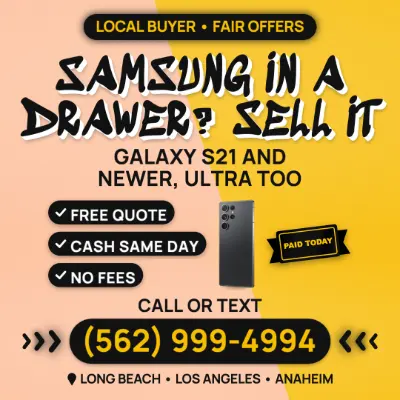 LOCAL BUYER • FAIR OFFERS
SAMSUNG IN A
DRAWER? SELL IT
GALAXY S21 AND
NEWER, ULTRA TOO
FREE QUOTE
CASH SAME DAY
NO FEES
PAID TODAY
CALL OR TEXT
(562) 999-4994
LONG BEACH • LOS ANGELES • ANAHEIM